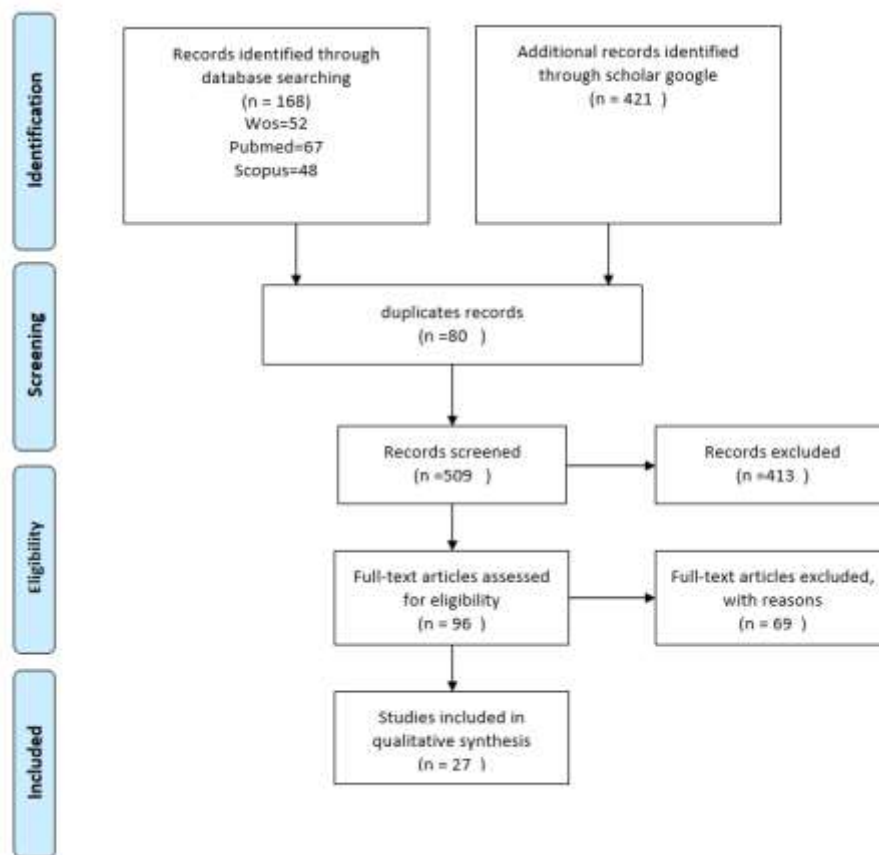 Identification
Records identified through
database searching
(n = 168)
Wos=52
Pubmed=67
Scopus=48
Additional records identified
through scholar google
(n = 421 )
Screening
duplicates records
(n =80 )
Records screened
(n =509 )
Records excluded
(n =413 )
Eligibility
Full-text articles assessed
for eligibility
(n = 96 )
Full-text articles excluded,
with reasons
(n = 69 )
Included
Studies included in
qualitative synthesis
(n = 27 )